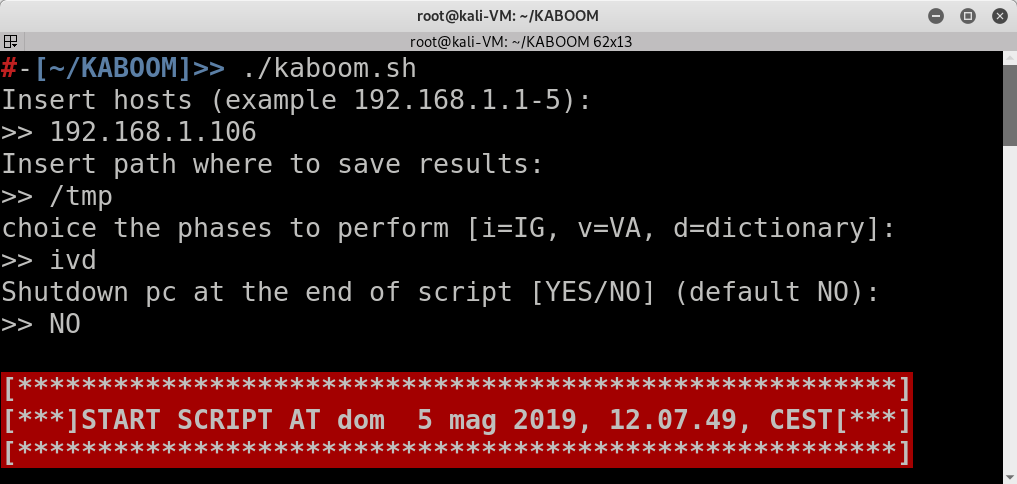 root@kali-VM: ~/KABOOM
root@kali-VM: ~/KABOOM 62x13
#-[~/KABOOM]>> ./kaboom.sh
Insert hosts (example 192.168.1.1-5):
>> 192.168.1.106
Insert path where to save results:
>> /tmp
choice the phases to perform [i=IG, v=VA, d=dictionary]:
>> ivd
Shutdown pc at the end of script [YES/NO] (default NO):
>> NO
[*******************************************************]
[***]START SCRIPT AT dom  5 mag 2019, 12.07.49, CEST[***]
[*******************************************************]